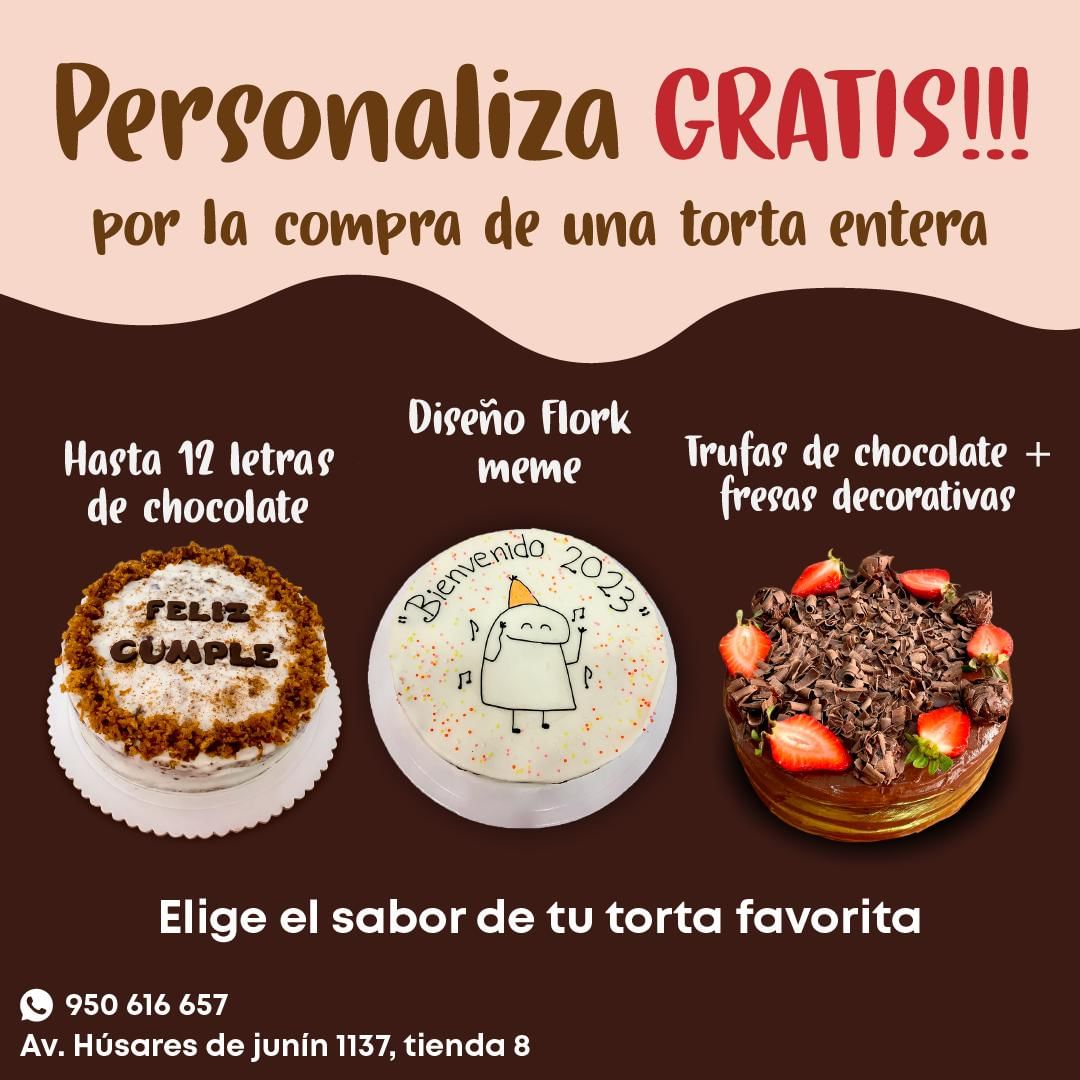 Personaliza GRATIS!!!
por la compra de una torta entera
Hasta 12 letras
de chocolate
Diseño Flork
meme
Trufas de chocolate +
fresas decorativas
FELIZ
CUMPLE
"Bienvenido 2023"
Elige el sabor de tu torta favorita
950 616 657
Av. Húsares de junín 1137, tienda 8